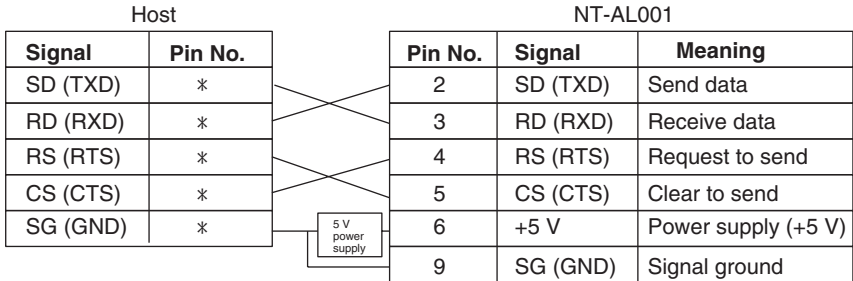 Host NT-AL001
Signal Pin No. Pin No. Signal Meaning
SD (TXD) * 2 SD (TXD) Send data
RD (RXD) * 3 RD (RXD) Receive data
RS (RTS) * 4 RS (RTS) Request to send
CS (CTS) * 5 CS (CTS) Clear to send
SG (GND) * 5 V power supply 6 +5 V Power supply (+5 V)
9 SG (GND) Signal ground